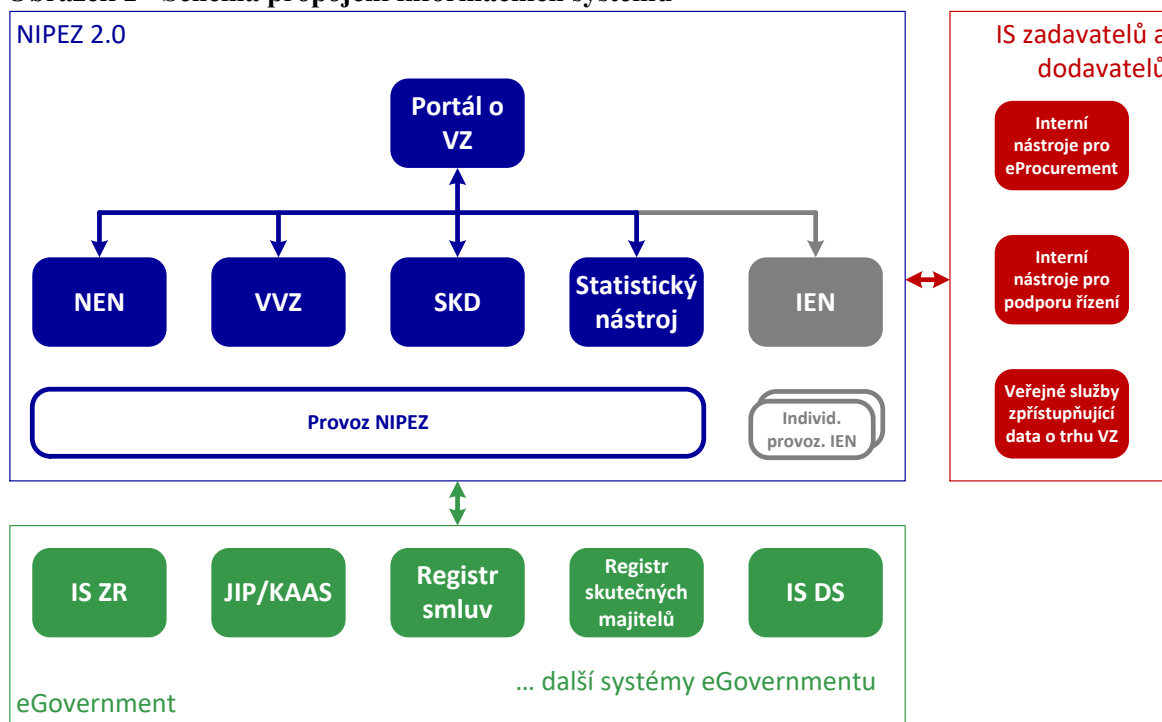 NIPEZ 2.0
Portál o
VZ
NEN
VVZ
SKD
Statistický
nástroj
IEN
Provoz NIPEZ
Individ.
provoz. IEN
IS zadavatelů a
dodavatelů
Interní
nástroje pro
eProcurement
Interní
nástroje pro
podporu řízení
Veřejné služby
zpřístupňující
data o trhu VZ
IS ZR
JIP/KAAS
Registr
smluv
Registr
skutečných
majitelů
IS DS
... další systémy eGovernmentu
eGovernment